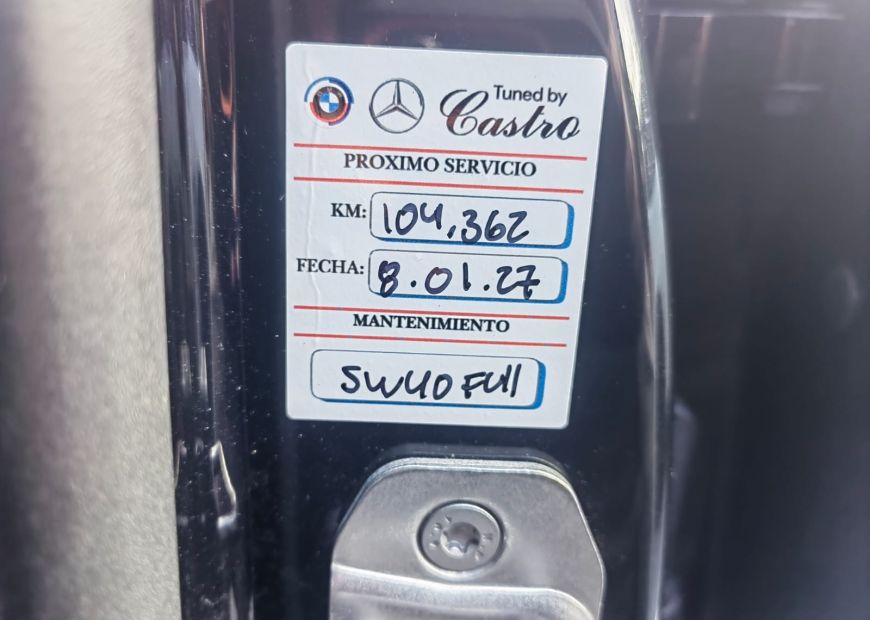 Tuned by
Castro
PROXIMO SERVICIO
KM: 104,362
FECHA: 8.01.27
MANTENIMIENTO
5W40 FUll